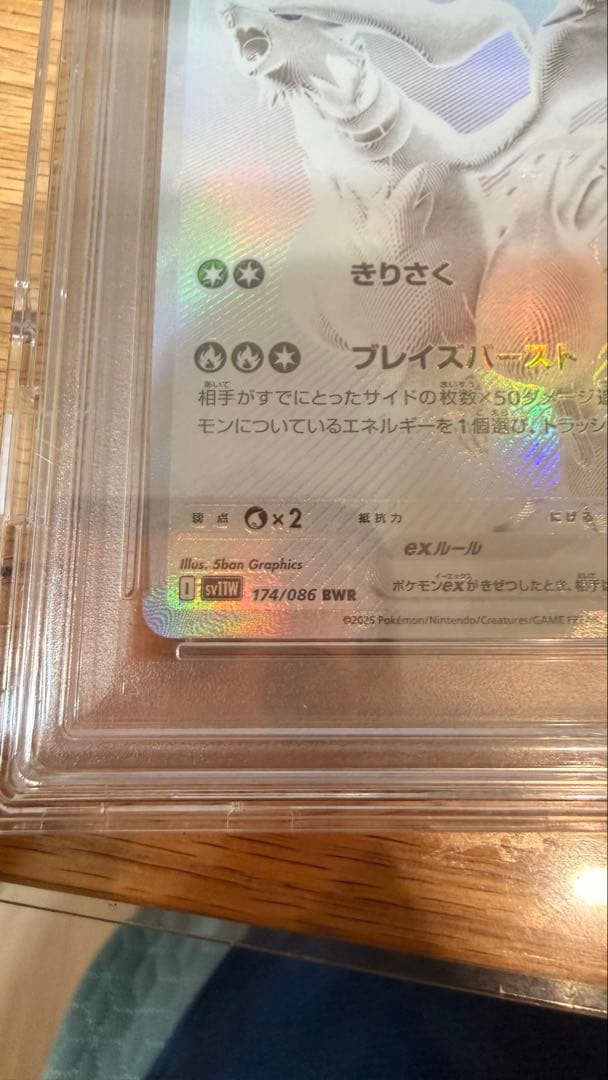 きりさく
ブレイズバースト
相手がすでにとったサイドの枚数×50ダメージ追
モンについているエネルギーを1個選び、トラッシ
弱点 ×2 抵抗力 にげる
exルール
Illus. 5ban Graphics
ポケモンexがきぜつしたとき、相手は
I sv11W 174/086 BWR
©2025 Pokémon/Nintendo/Creatures/GAME FREAK